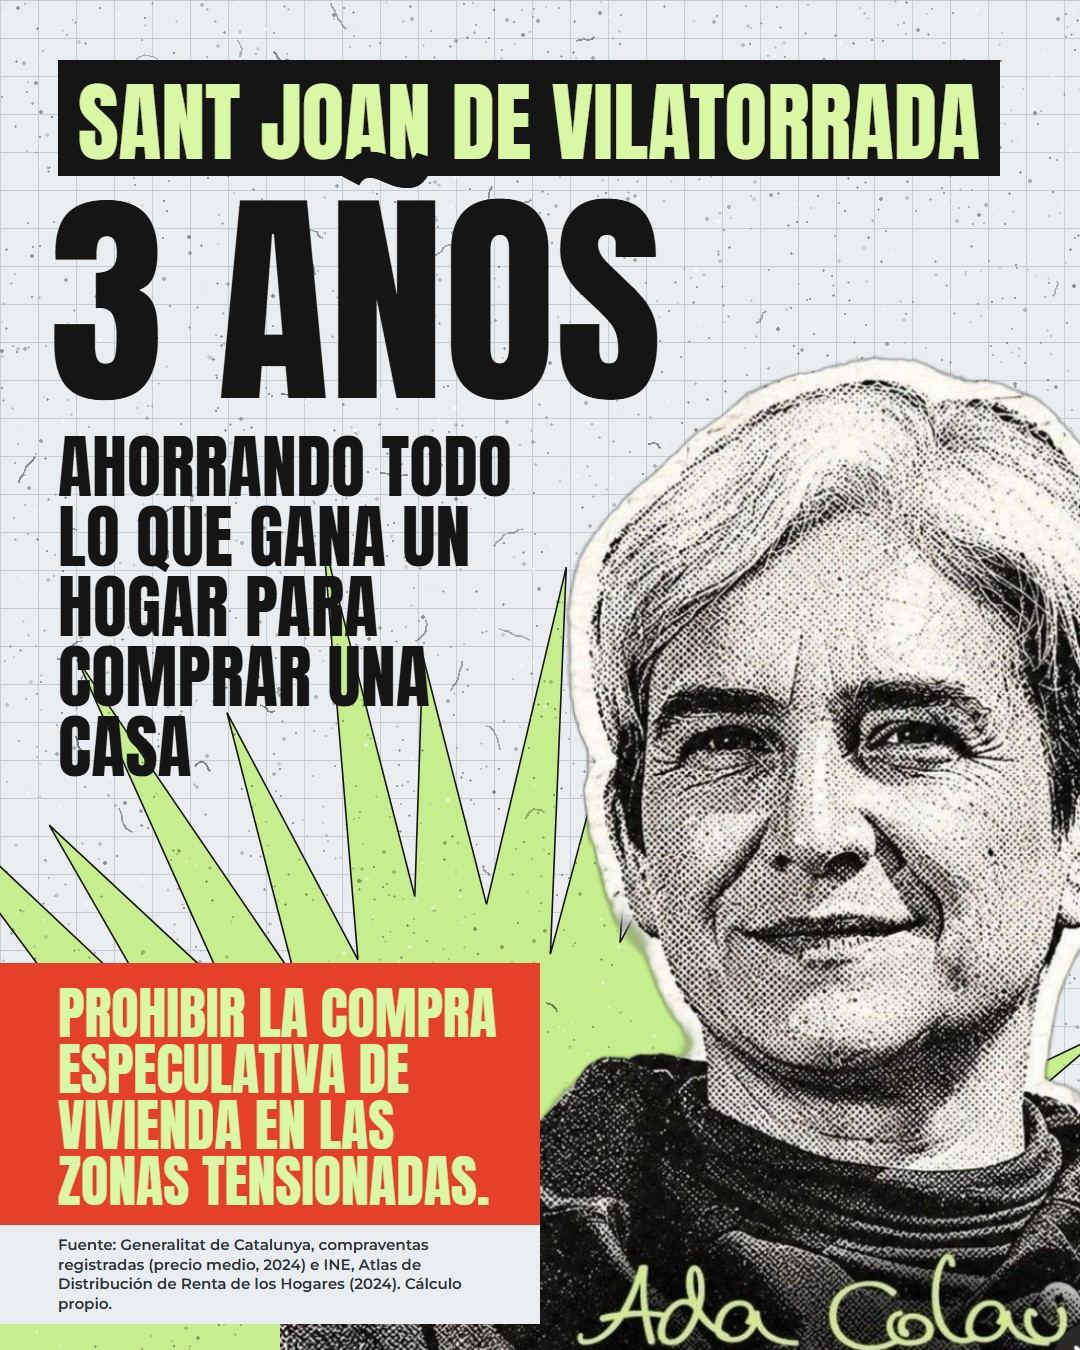 SANT JOAN DE VILATORRADA
3 AÑOS
AHORRANDO TODO
LO QUE GANA UN
HOGAR PARA
COMPRAR UNA
CASA
PROHIBIR LA COMPRA
ESPECULATIVA DE
VIVIENDA EN LAS
ZONAS TENSIONADAS.
Fuente: Generalitat de Catalunya, compraventas
registradas (precio medio, 2024) e INE, Atlas de
Distribución de Renta de los Hogares (2024). Cálculo
propio.
Ada Colau